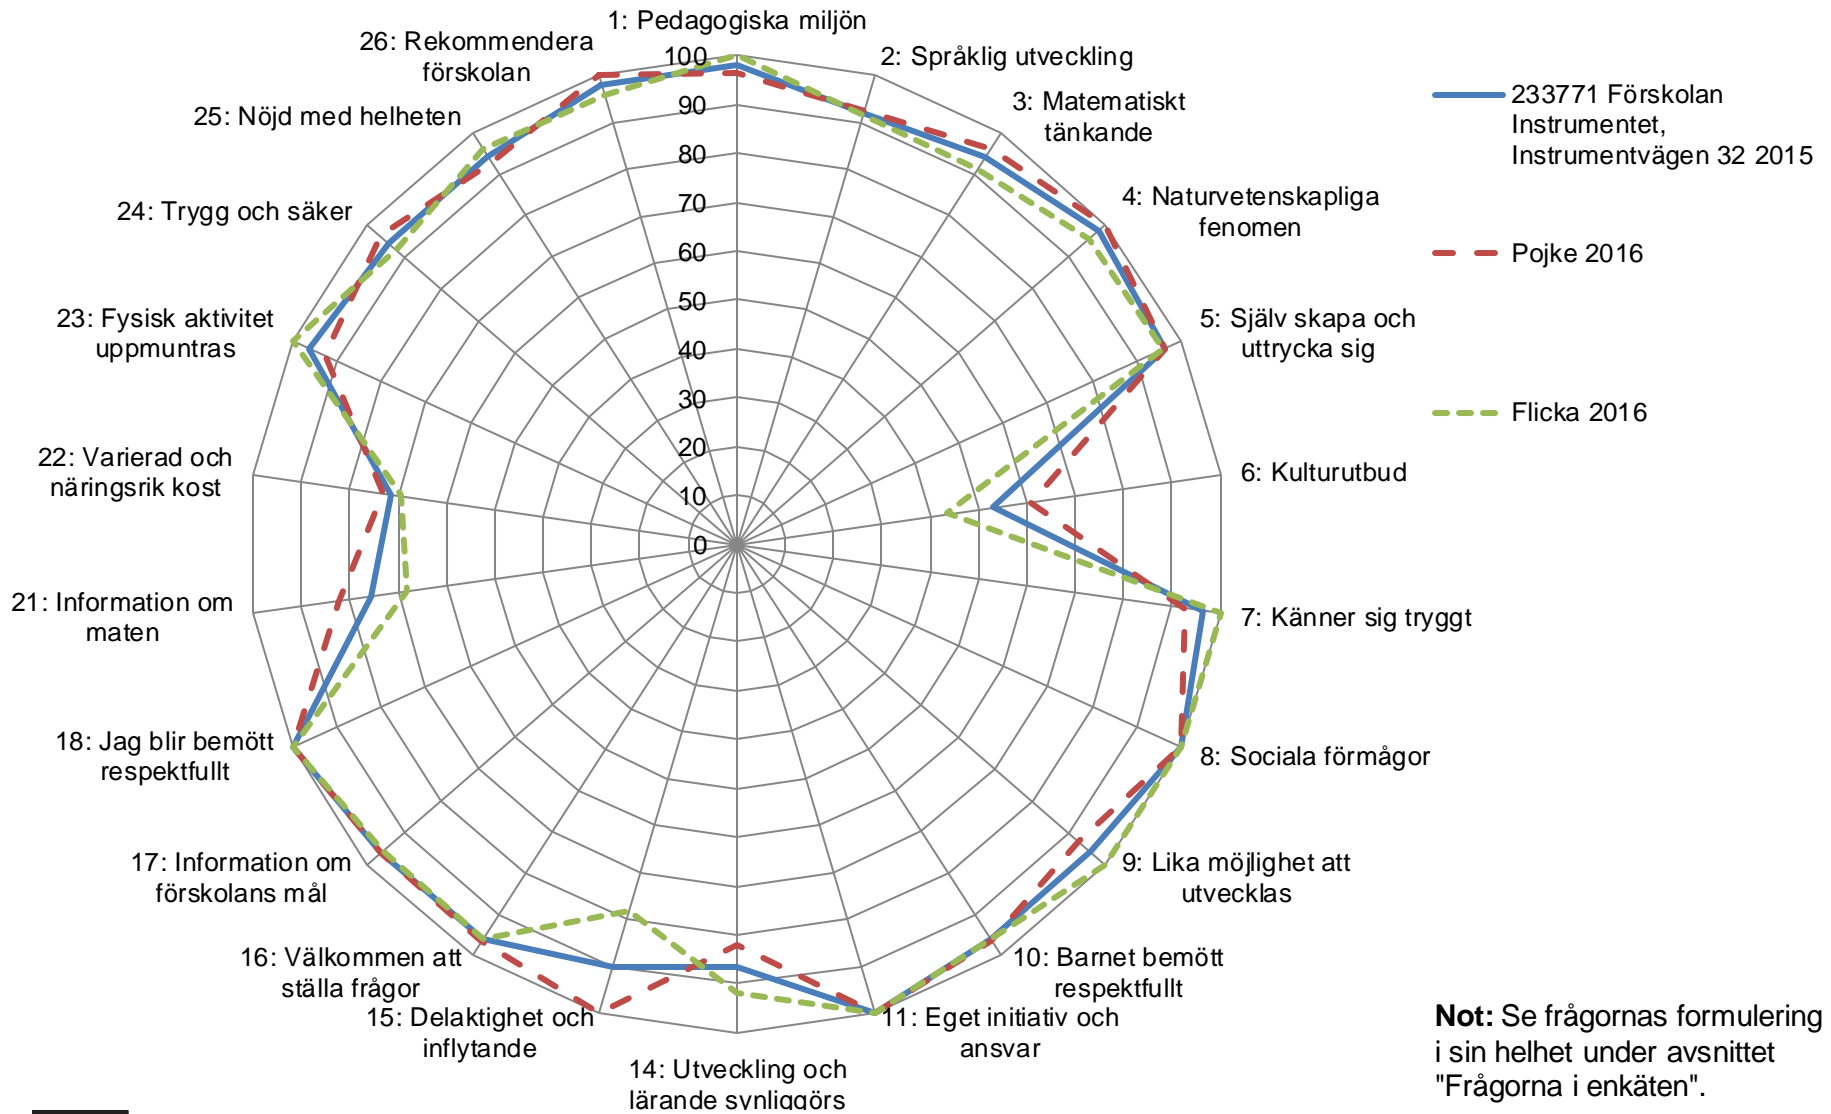 1: Pedagogiska miljön
2: Språklig utveckling
3: Matematiskt
tänkande
4: Naturvetenskapliga
fenomen
5: Själv skapa och
uttrycka sig
6: Kulturutbud
7: Känner sig tryggt
8: Sociala förmågor
9: Lika möjlighet att
utvecklas
10: Barnet bemött
respektfullt
11: Eget initiativ och
ansvar
14: Utveckling och
lärande synliggörs
15: Delaktighet och
inflytande
16: Välkommen att
ställa frågor
17: Information om
förskolans mål
18: Jag blir bemött
respektfullt
21: Information om
maten
22: Varierad och
näringsrik kost
23: Fysisk aktivitet
uppmuntras
24: Trygg och säker
25: Nöjd med helheten
26: Rekommendera
förskolan
100
90
80
70
60
50
40
30
20
10
0
233771 Förskolan
Instrumentet,
Instrumentvägen 32 2015
Pojke 2016
Flicka 2016
Not: Se frågornas formulering
i sin helhet under avsnittet
"Frågorna i enkäten".